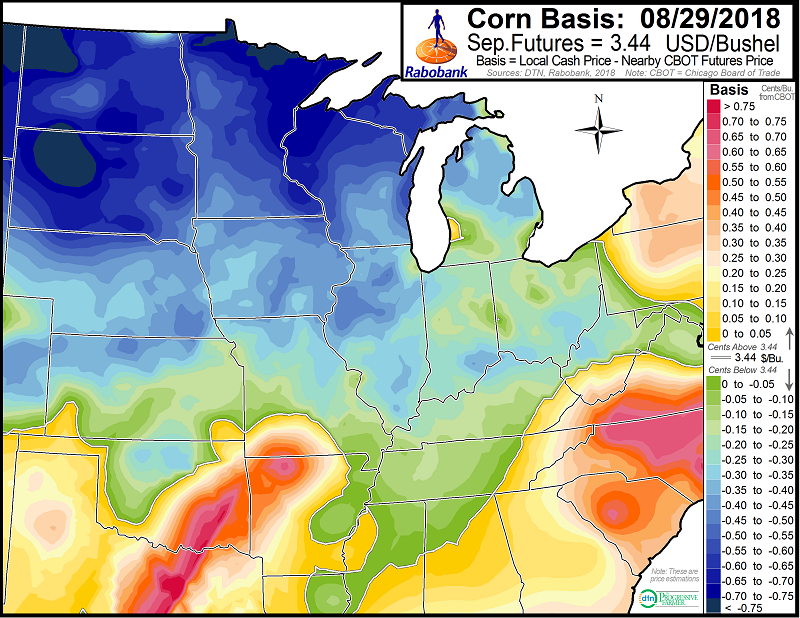 Corn Basis: 08/29/2018
Sep.Futures = 3.44 USD/Bushel
Basis = Local Cash Price - Nearby CBOT Futures Price
Rabobank
Sources: DTN, Rabobank, 2018 Note: CBOT = Chicago Board of Trade
N
Basis
Cents/Bu.
from CBOT
> 0.75
0.70 to 0.75
0.65 to 0.70
0.60 to 0.65
0.55 to 0.60
0.50 to 0.55
0.45 to 0.50
0.40 to 0.45
0.35 to 0.40
0.30 to 0.35
0.25 to 0.30
0.20 to 0.25
0.15 to 0.20
0.10 to 0.15
0.05 to 0.10
0 to 0.05
Cents Above 3.44
3.44 $/Bu.
Cents Below 3.44
0 to -0.05
-0.05 to -0.10
-0.10 to -0.15
-0.15 to -0.20
-0.20 to -0.25
-0.25 to -0.30
-0.30 to -0.35
-0.35 to -0.40
-0.40 to -0.45
-0.45 to -0.50
-0.50 to -0.55
-0.55 to -0.60
-0.60 to -0.65
-0.65 to -0.70
-0.70 to -0.75
< -0.75
Note: These are
price estimations
dtn
PROGRESSIVE
FARMER